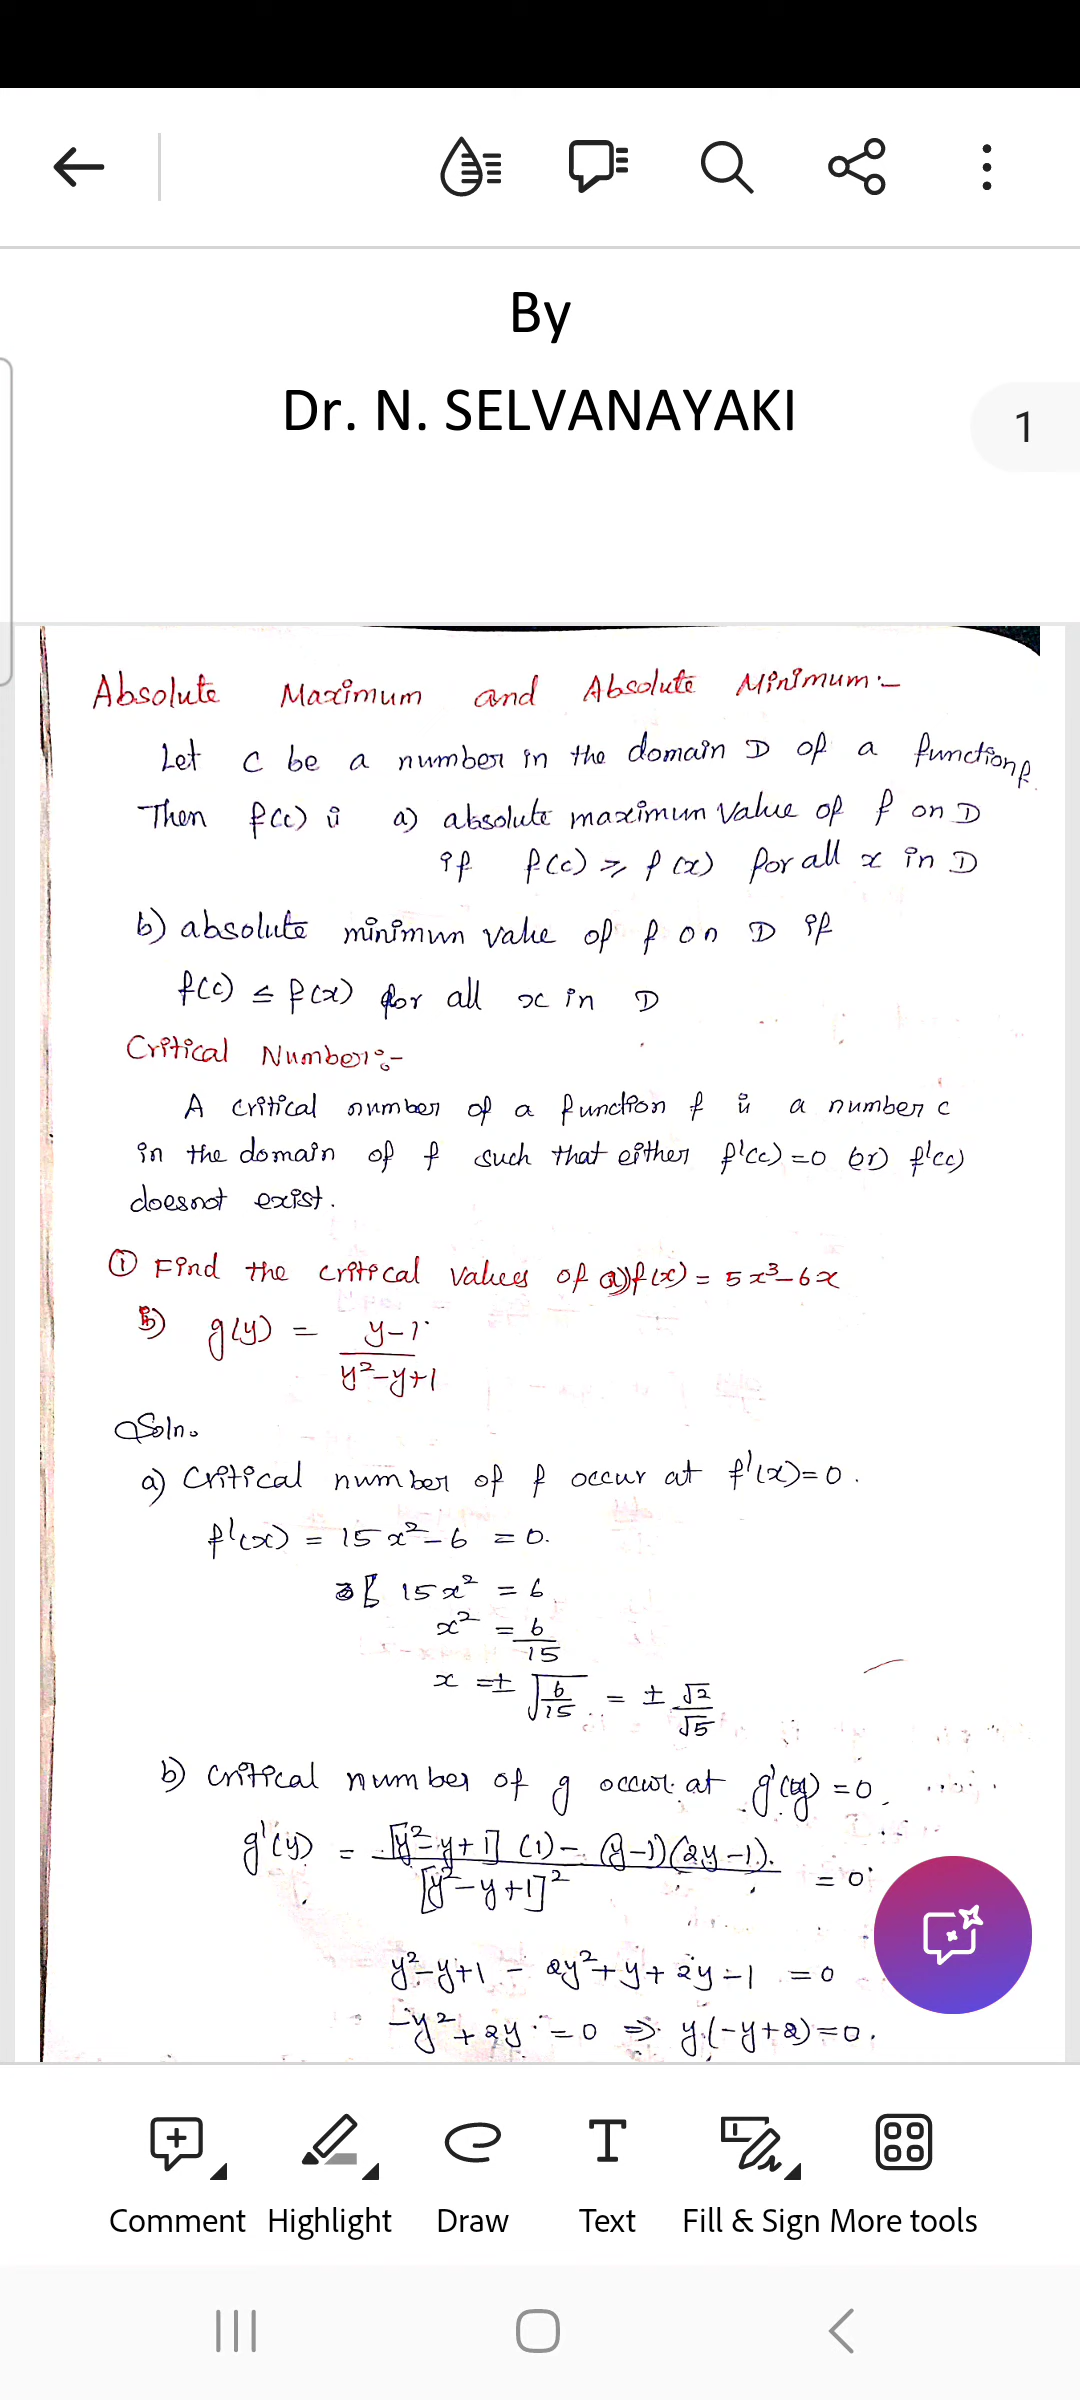 By
Dr. N. SELVANAYAKI
1
Absolute Maximum and Absolute Minimum:-
Let C be a number in the domain D of a function f.
Then f(c) is a) absolute maximum value of f on D
if f(c) ≥ f(x) for all x in D
b) absolute minimum value of f on D if
f(c) ≤ f(x) for all x in D
Critical Number:-
A critical number of a function f is a number c
in the domain of f such that either f'(c) = 0 (or) f'(c)
doesnot exist.
① Find the critical values of a) f(x) = 5x³-6x
b) g(y) = y-1
y²-y+1
Soln.
a) Critical number of f occur at f'(x)=0.
f'(x) = 15x²-6 = 0.
15x² = 6
x² = 6/15
x = ± √(6/15) = ± √2/√5
b) critical number of g occur at g'(y) = 0.
g'(y) = [y²-y+1] (1) - (y-1)(2y-1)
[y²-y+1]² = 0
y²-y+1 - 2y²+y+2y-1 = 0
-y²+2y = 0 ⇒ y(-y+2)=0.
Comment Highlight Draw Text Fill & Sign More tools